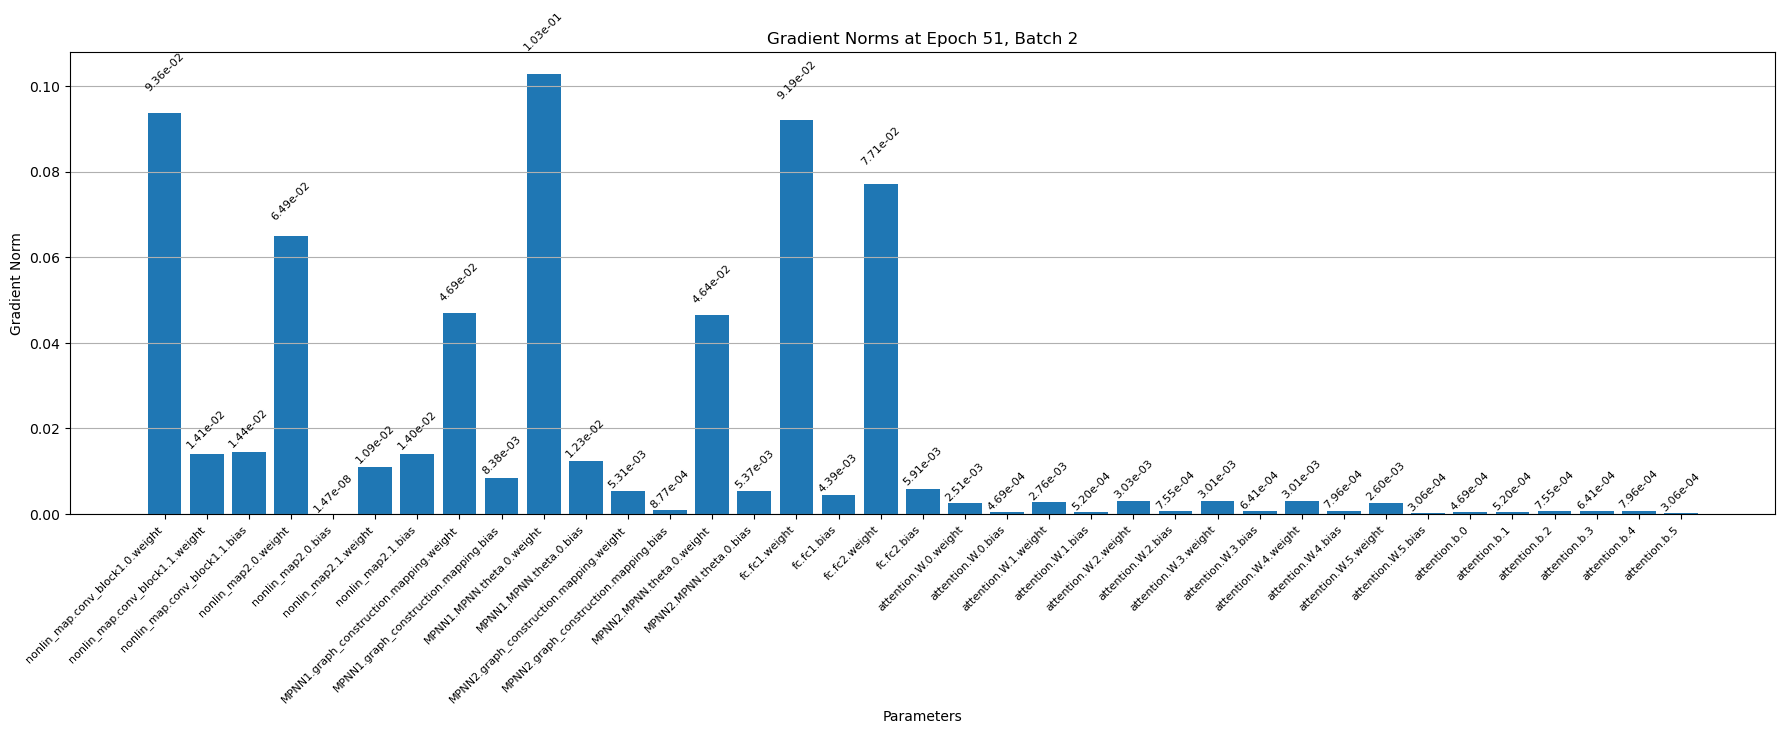 Gradient Norms at Epoch 51, Batch 2
Gradient Norm
0.10
0.08
0.06
0.04
0.02
0.00
9.36e-02
1.41e-02
1.44e-02
6.49e-02
1.47e-08
1.09e-02
1.40e-02
4.69e-02
8.38e-03
1.03e-01
1.23e-02
5.31e-03
8.77e-04
4.64e-02
5.37e-03
9.19e-02
4.39e-03
7.71e-02
5.91e-03
2.51e-03
4.69e-04
2.76e-03
5.20e-04
3.03e-03
7.55e-04
3.01e-03
6.41e-04
3.01e-03
7.96e-04
2.60e-03
3.06e-04
4.69e-04
5.20e-04
7.55e-04
6.41e-04
7.96e-04
3.06e-04
nonlin_map.conv_block1.0.weight
nonlin_map.conv_block1.1.weight
nonlin_map.conv_block1.1.bias
nonlin_map2.0.weight
nonlin_map2.0.bias
nonlin_map2.1.weight
nonlin_map2.1.bias
MPNN1.graph_construction.mapping.weight
MPNN1.graph_construction.mapping.bias
MPNN1.MPNN.theta.0.weight
MPNN1.MPNN.theta.0.bias
MPNN2.graph_construction.mapping.weight
MPNN2.graph_construction.mapping.bias
MPNN2.MPNN.theta.0.weight
MPNN2.MPNN.theta.0.bias
fc.fc1.weight
fc.fc1.bias
fc.fc2.weight
fc.fc2.bias
attention.W.0.weight
attention.W.0.bias
attention.W.1.weight
attention.W.1.bias
attention.W.2.weight
attention.W.2.bias
attention.W.3.weight
attention.W.3.bias
attention.W.4.weight
attention.W.4.bias
attention.W.5.weight
attention.W.5.bias
attention.b.0
attention.b.1
attention.b.2
attention.b.3
attention.b.4
attention.b.5
Parameters